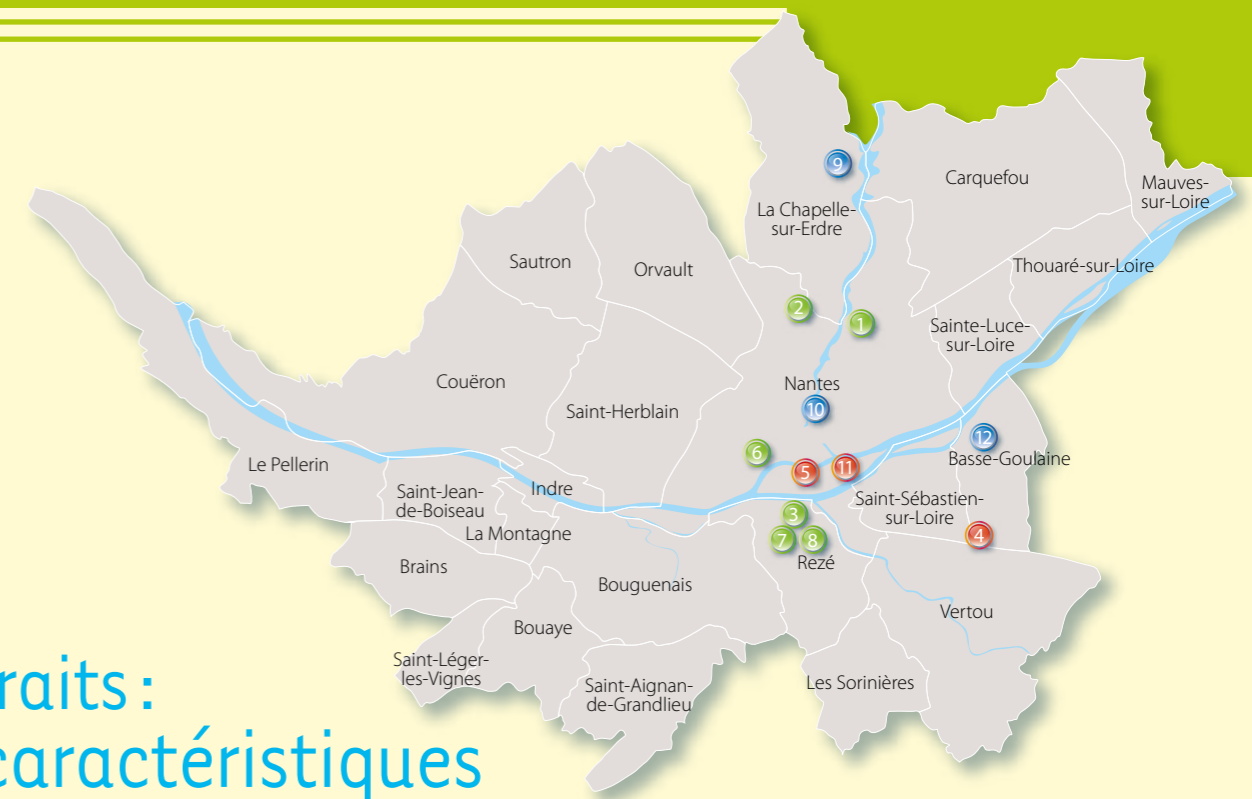 9
Carquefou
Mauves-
sur-Loire
La Chapelle-
sur-Erdre
Sautron
Orvault
Thouaré-sur-Loire
2
1
Sainte-Luce-
sur-Loire
Couëron
Nantes
Saint-Herblain
10
6
12
Basse-Goulaine
Le Pellerin
5
11
Saint-Jean-
de-Boiseau
Indre
Saint-Sébastien-
sur-Loire
3
La Montagne
7
8
4
Rezé
Brains
Bouguenais
Vertou
Bouaye
Saint-Léger-
les-Vignes
Saint-Aignan-
de-Grandlieu
Les Sorinières
raits :
caractéristiques